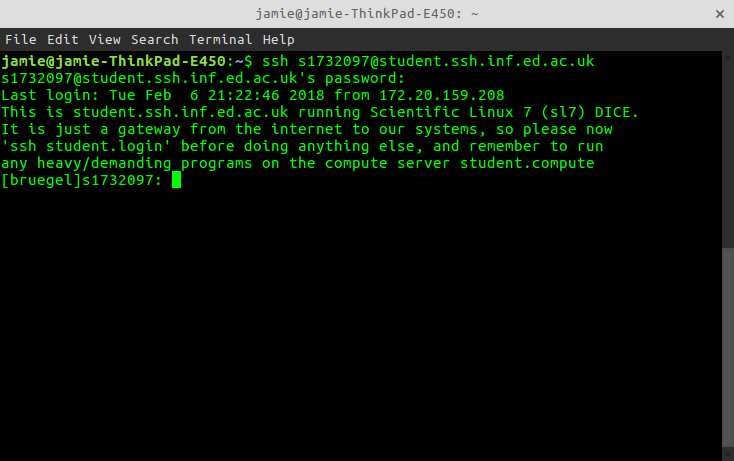 jamie@jamie-ThinkPad-E450: ~ ×
File Edit View Search Terminal Help
jamie@jamie-ThinkPad-E450:~$ ssh s1732097@student.ssh.inf.ed.ac.uk
s1732097@student.ssh.inf.ed.ac.uk's password:
Last login: Tue Feb  6 21:22:46 2018 from 172.20.159.208
This is student.ssh.inf.ed.ac.uk running Scientific Linux 7 (sl7) DICE.
It is just a gateway from the internet to our systems, so please now
'ssh student.login' before doing anything else, and remember to run
any heavy/demanding programs on the compute server student.compute
[bruegel]s1732097: